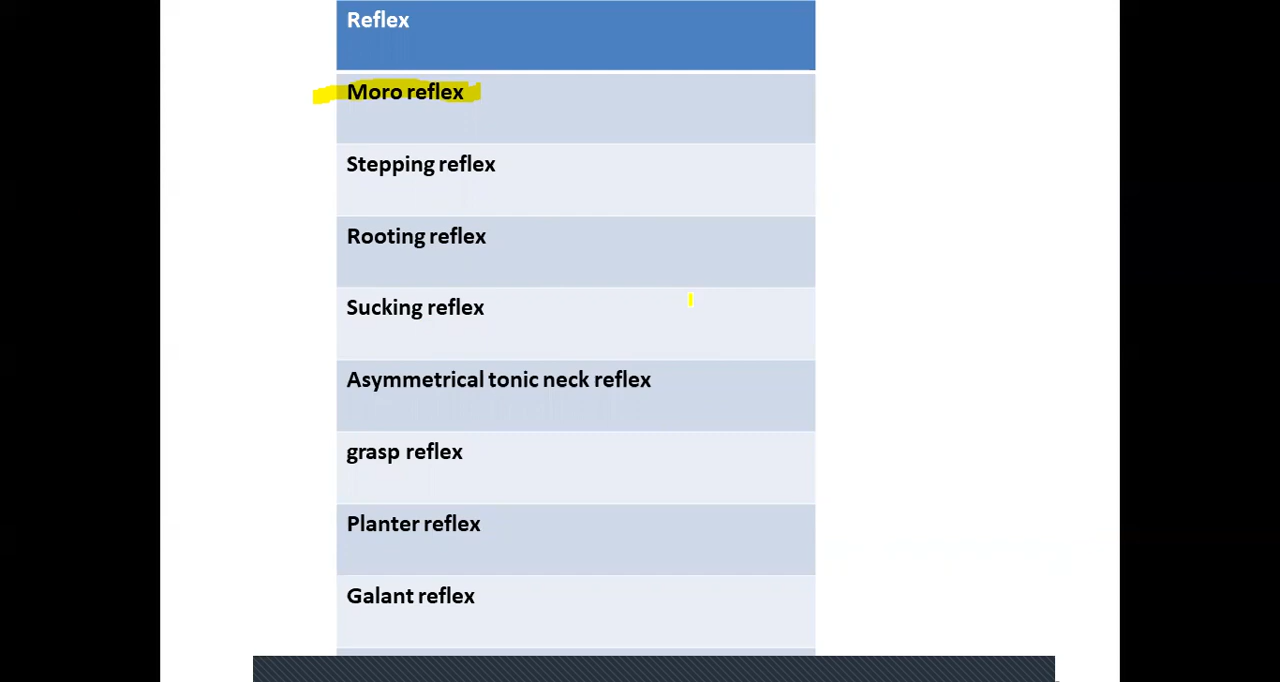 Reflex
Moro reflex
Stepping reflex
Rooting reflex
Sucking reflex
Asymmetrical tonic neck reflex
grasp reflex
Planter reflex
Galant reflex